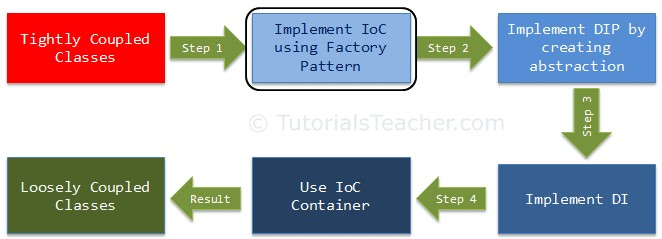 Tightly Coupled
Classes
Step 1
Implement IoC
using Factory
Pattern
Step 2
Implement DIP by
creating
abstraction
Step 3
© TutorialsTeacher.com
Implement DI
Step 4
Use IoC
Container
Result
Loosely Coupled
Classes